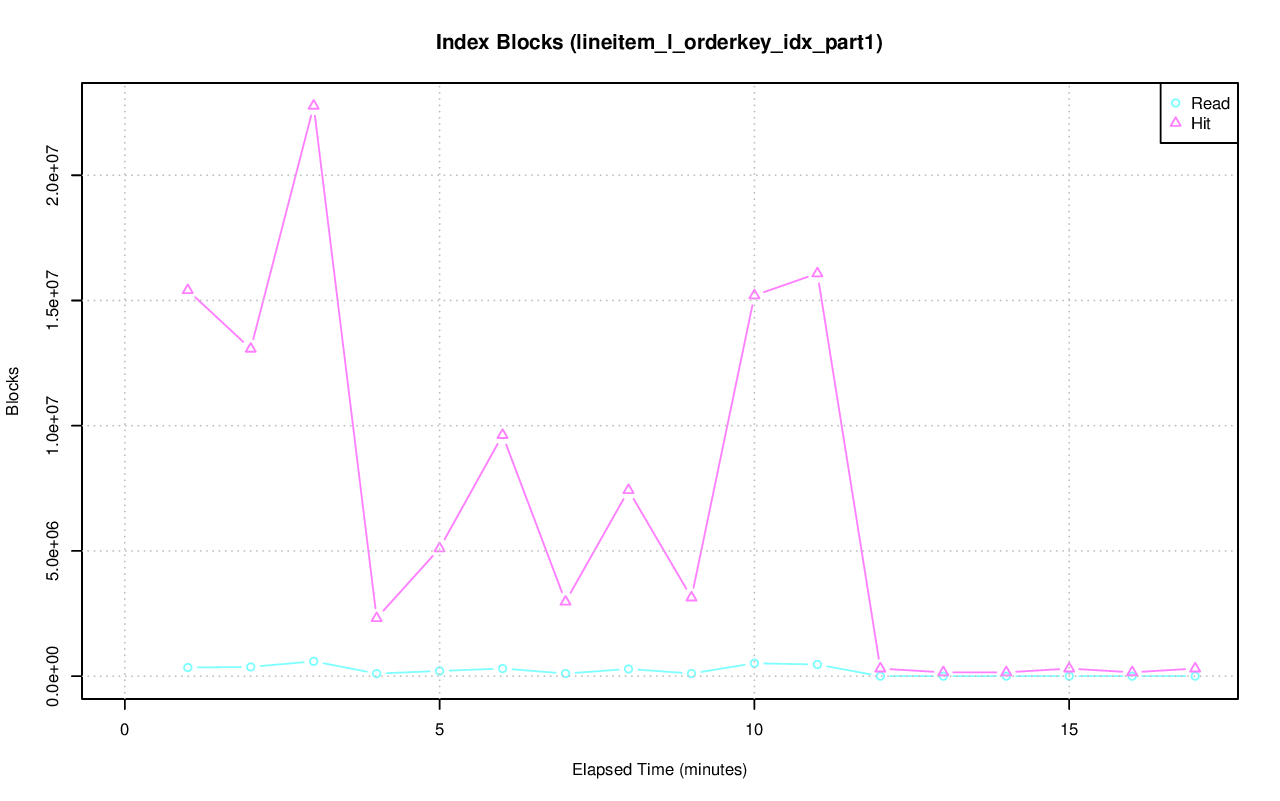 Index Blocks (lineitem_l_orderkey_idx_part1)
Read
Hit
2.0e+07
1.5e+07
1.0e+07
5.0e+06
0.0e+00
Blocks
0
5
10
15
Elapsed Time (minutes)